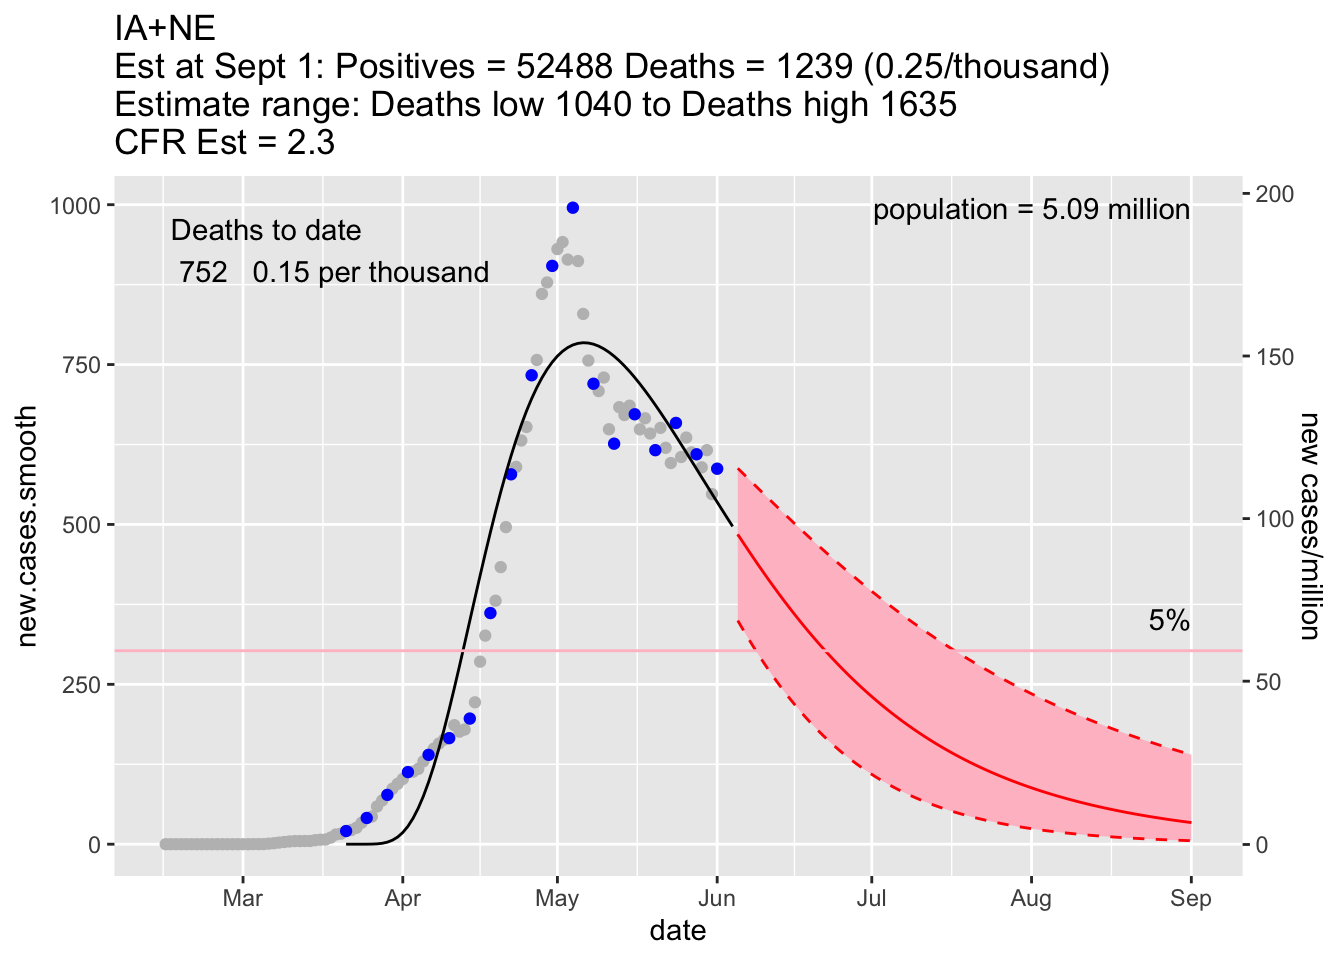 IA+NE
Est at Sept 1: Positives = 52488 Deaths = 1239 (0.25/thousand)
Estimate range: Deaths low 1040 to Deaths high 1635
CFR Est = 2.3
Deaths to date
752 0.15 per thousand
population = 5.09 million
5%
new.cases.smooth
1000
750
500
250
0
200
150
100
50
0
new cases/million
Mar Apr May Jun Jul Aug Sep
date